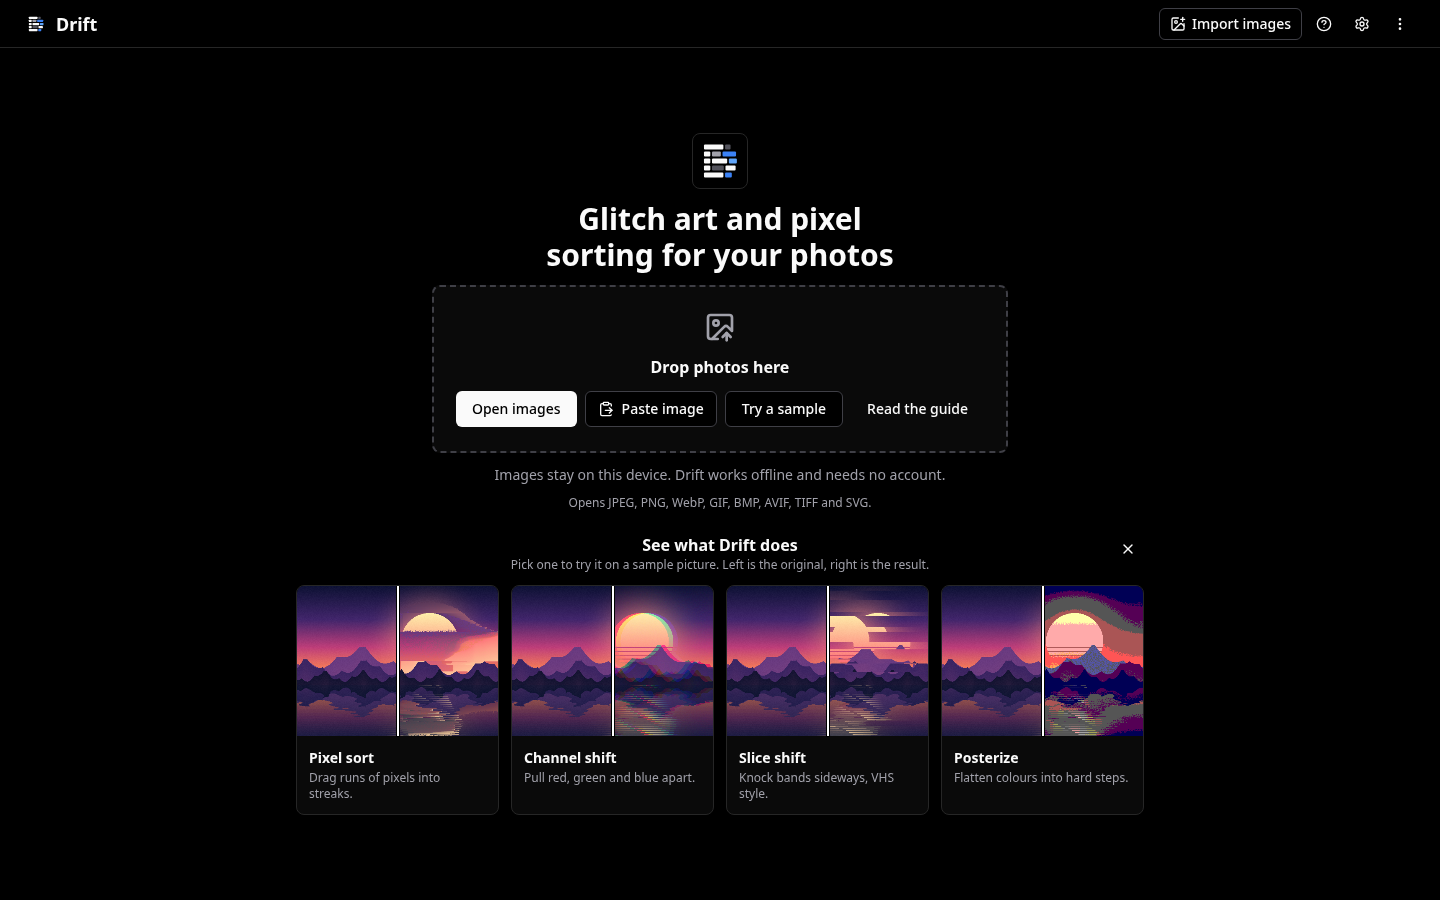 Drift
Import images
Glitch art and pixel
sorting for your photos
Drop photos here
Open images
Paste image
Try a sample
Read the guide
Images stay on this device. Drift works offline and needs no account.
Opens JPEG, PNG, WebP, GIF, BMP, AVIF, TIFF and SVG.
See what Drift does
Pick one to try it on a sample picture. Left is the original, right is the result.
Pixel sort
Drag runs of pixels into
streaks.
Channel shift
Pull red, green and blue apart.
Slice shift
Knock bands sideways, VHS
style.
Posterize
Flatten colours into hard steps.